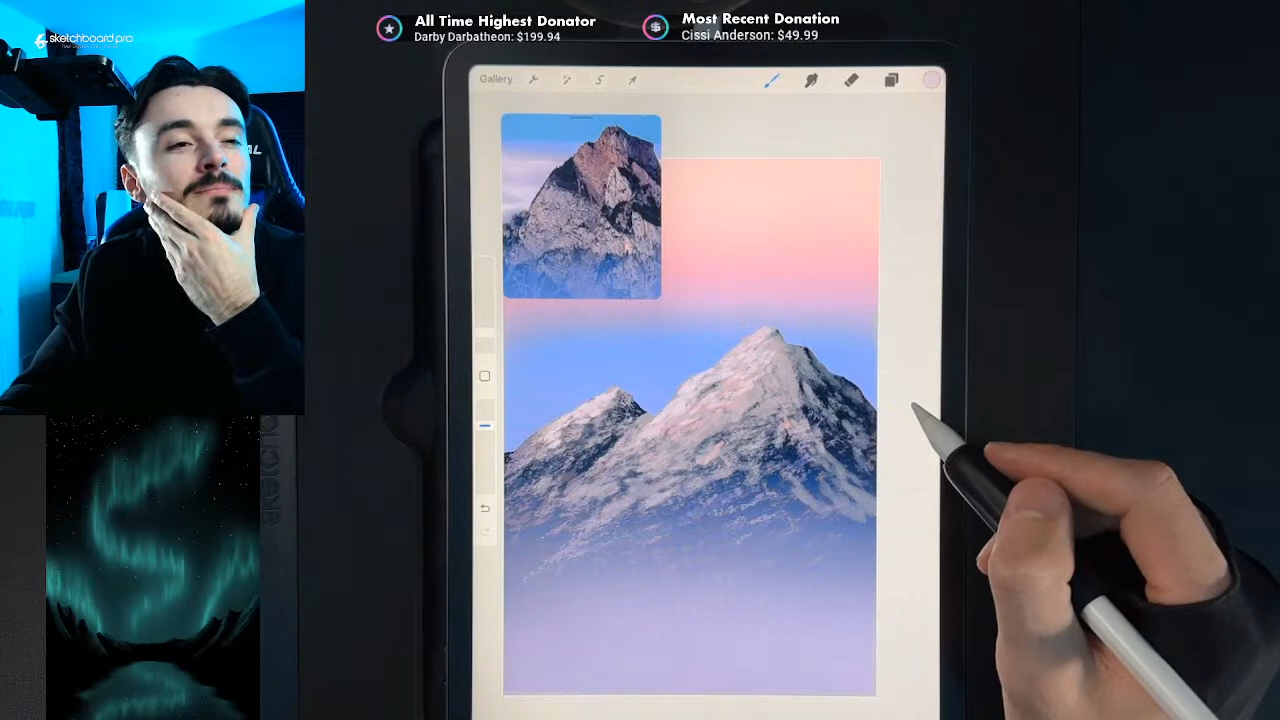 sketchboard pro
All Time Highest Donator
Darby Darbatheon: $199.94
Most Recent Donation
Cissi Anderson: $49.99
Gallery